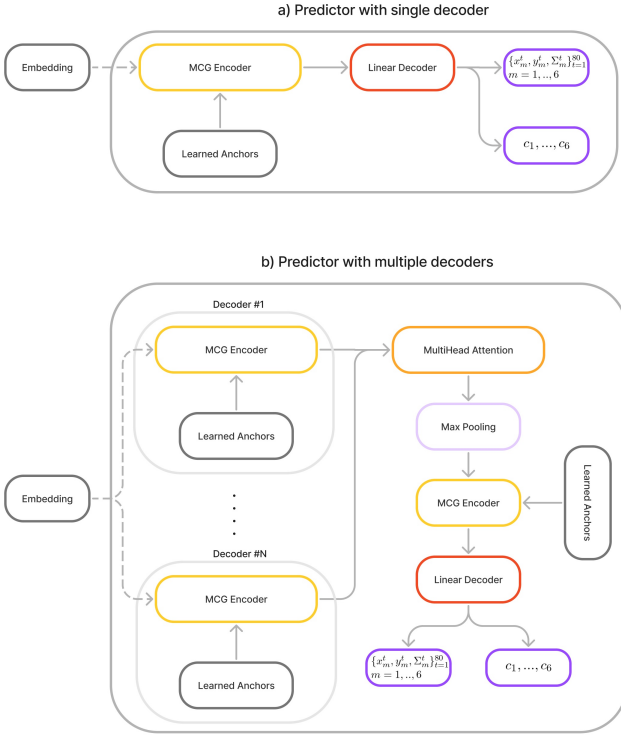 a) Predictor with single decoder
Embedding
MCG Encoder
Linear Decoder
$\{x_m^t, y_m^t, \Sigma_m^t\}_{t=1}^{80}$
$m = 1, .., 6$
Learned Anchors
$c_1, ..., c_6$
b) Predictor with multiple decoders
Decoder #1
MCG Encoder
MultiHead Attention
Learned Anchors
Max Pooling
Embedding
MCG Encoder
Learned Anchors
Decoder #N
MCG Encoder
Linear Decoder
Learned Anchors
$\{x_m^t, y_m^t, \Sigma_m^t\}_{t=1}^{80}$
$m = 1, .., 6$
$c_1, ..., c_6$